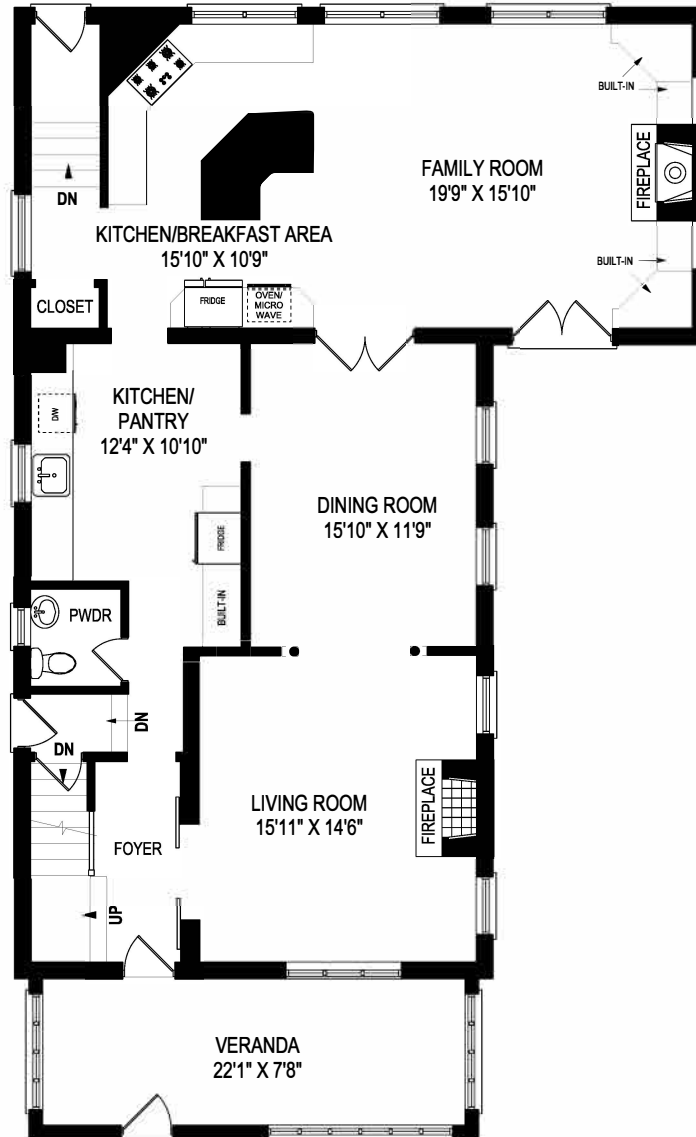 BUILT-IN
FAMILY ROOM
19'9" X 15'10"
FIREPLACE
DN
KITCHEN/BREAKFAST AREA
15'10" X 10'9"
BUILT-IN
CLOSET
FRIDGE
OVEN/
MICRO
WAVE
KITCHEN/
PANTRY
12'4" X 10'10"
D/W
DINING ROOM
15'10" X 11'9"
FRIDGE
BUILT-IN
PWDR
DN
DN
LIVING ROOM
15'11" X 14'6"
FIREPLACE
FOYER
UP
VERANDA
22'1" X 7'8"